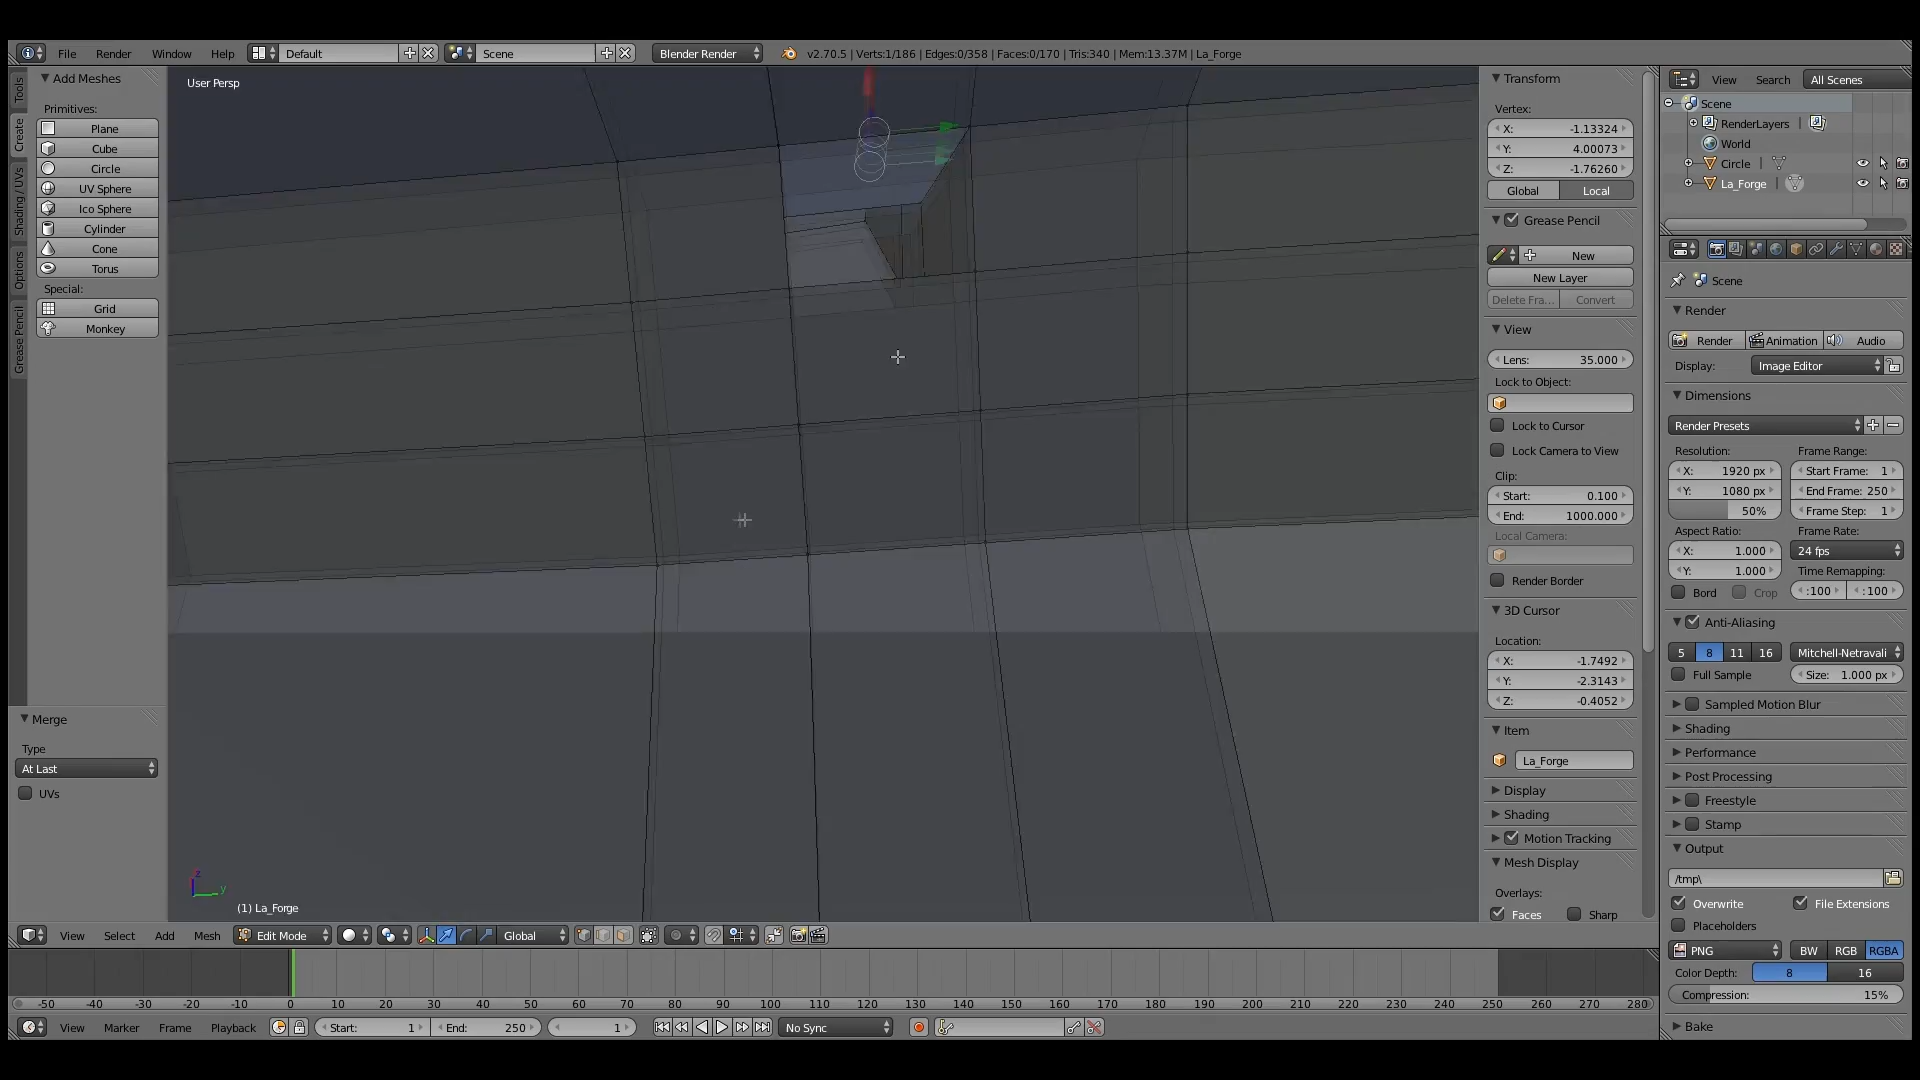 File Render Window Help Default Scene Blender Render v2.70.5 | Verts:1/186 | Edges:0/358 | Faces:0/170 | Tris:340 | Mem:13.37M | La_Forge
Tools
Create
Shading / UVs
Options
Grease Pencil
Add Meshes
Primitives:
Plane
Cube
Circle
UV Sphere
Ico Sphere
Cylinder
Cone
Torus
Special:
Grid
Monkey
Merge
Type
At Last
UVs
User Persp
z
y
(1) La_Forge
Transform
Vertex:
X: -1.13324
Y: 4.00073
Z: -1.76260
Global Local
Grease Pencil
New
New Layer
Delete Fra... Convert
View
Lens: 35.000
Lock to Object:
Lock to Cursor
Lock Camera to View
Clip:
Start: 0.100
End: 1000.000
Local Camera:
Render Border
3D Cursor
Location:
X: -1.7492
Y: -2.3143
Z: -0.4052
Item
La_Forge
Display
Shading
Motion Tracking
Mesh Display
Overlays:
Faces Sharp
View Search All Scenes
Scene
RenderLayers
World
Circle
La_Forge
Scene
Render
Render Animation Audio
Display: Image Editor
Dimensions
Render Presets
Resolution: Frame Range:
X: 1920 px Start Frame: 1
Y: 1080 px End Frame: 250
50% Frame Step: 1
Aspect Ratio: Frame Rate:
X: 1.000 24 fps
Y: 1.000 Time Remapping:
Bord Crop :100 :100
Anti-Aliasing
5 8 11 16 Mitchell-Netravali
Full Sample Size: 1.000 px
Sampled Motion Blur
Shading
Performance
Post Processing
Freestyle
Stamp
Output
/tmp\
Overwrite File Extensions
Placeholders
PNG BW RGB RGBA
Color Depth: 8 16
Compression: 15%
Bake
View Select Add Mesh Edit Mode Global
-50 -40 -30 -20 -10 0 10 20 30 40 50 60 70 80 90 100 110 120 130 140 150 160 170 180 190 200 210 220 230 240 250 260 270 280
View Marker Frame Playback Start: 1 End: 250 1 No Sync